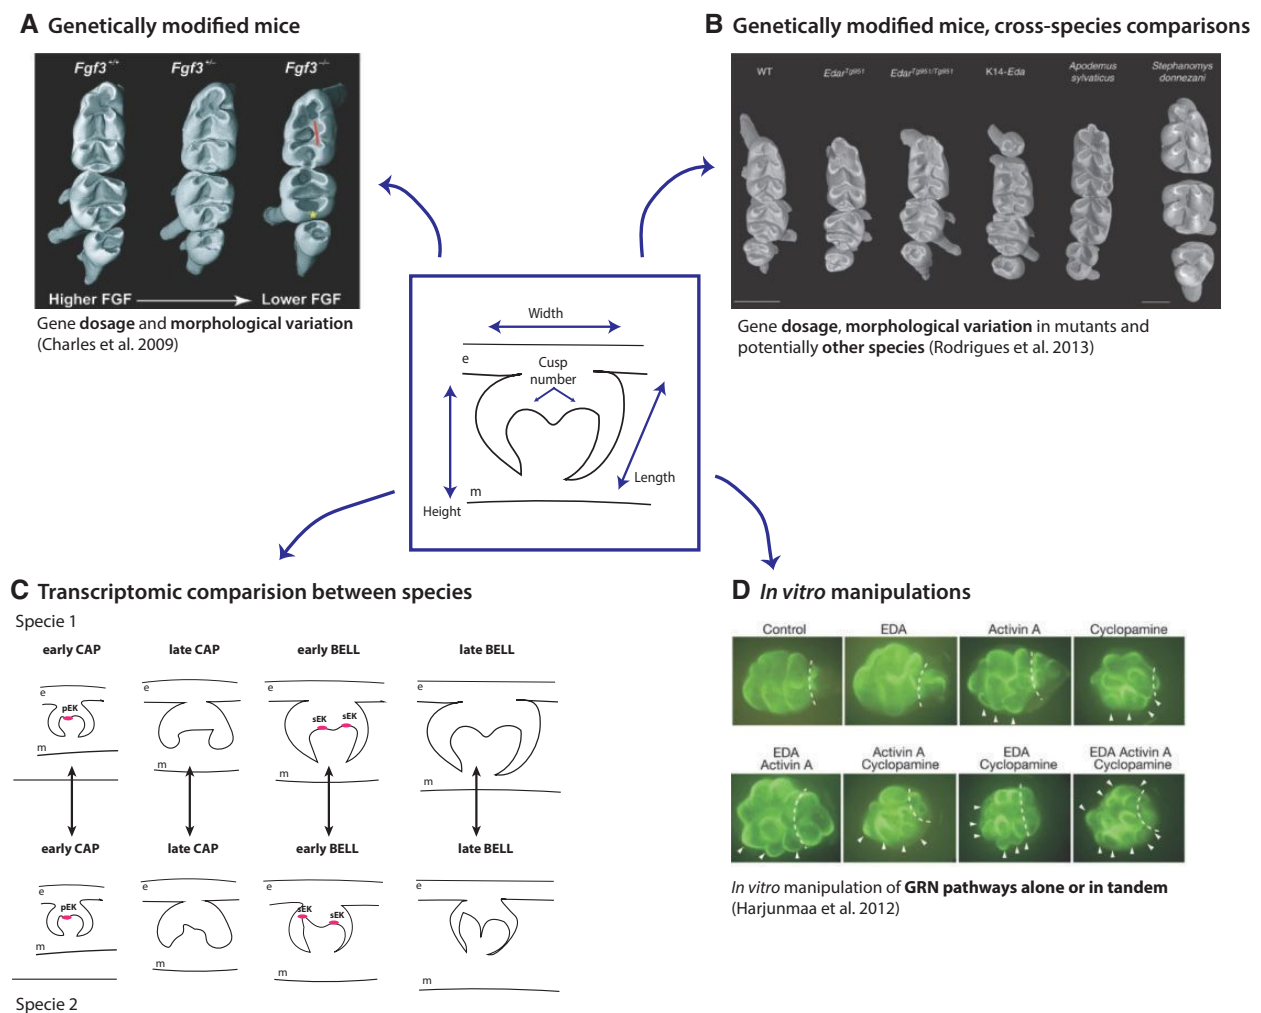 A Genetically modified mice
Fgf3+/+ Fgf3+/- Fgf3-/-
*
Higher FGF Lower FGF
Gene dosage and morphological variation
(Charles et al. 2009)
B Genetically modified mice, cross-species comparisons
WT EdarTg951 EdarTg951/Tg951 K14-Eda Apodemus sylvaticus Stephanomys donnezani
Gene dosage, morphological variation in mutants and
potentially other species (Rodrigues et al. 2013)
Width
e
Cusp
number
Length
m
Height
C Transcriptomic comparision between species
Specie 1
early CAP late CAP early BELL late BELL
e e e e
pEK sEK sEK
m m m m
early CAP late CAP early BELL late BELL
e e e e
pEK sEK sEK
m m m m
Specie 2
D In vitro manipulations
Control EDA Activin A Cyclopamine
EDA Activin A EDA EDA Activin A
Activin A Cyclopamine Cyclopamine Cyclopamine
In vitro manipulation of GRN pathways alone or in tandem
(Harjunmaa et al. 2012)